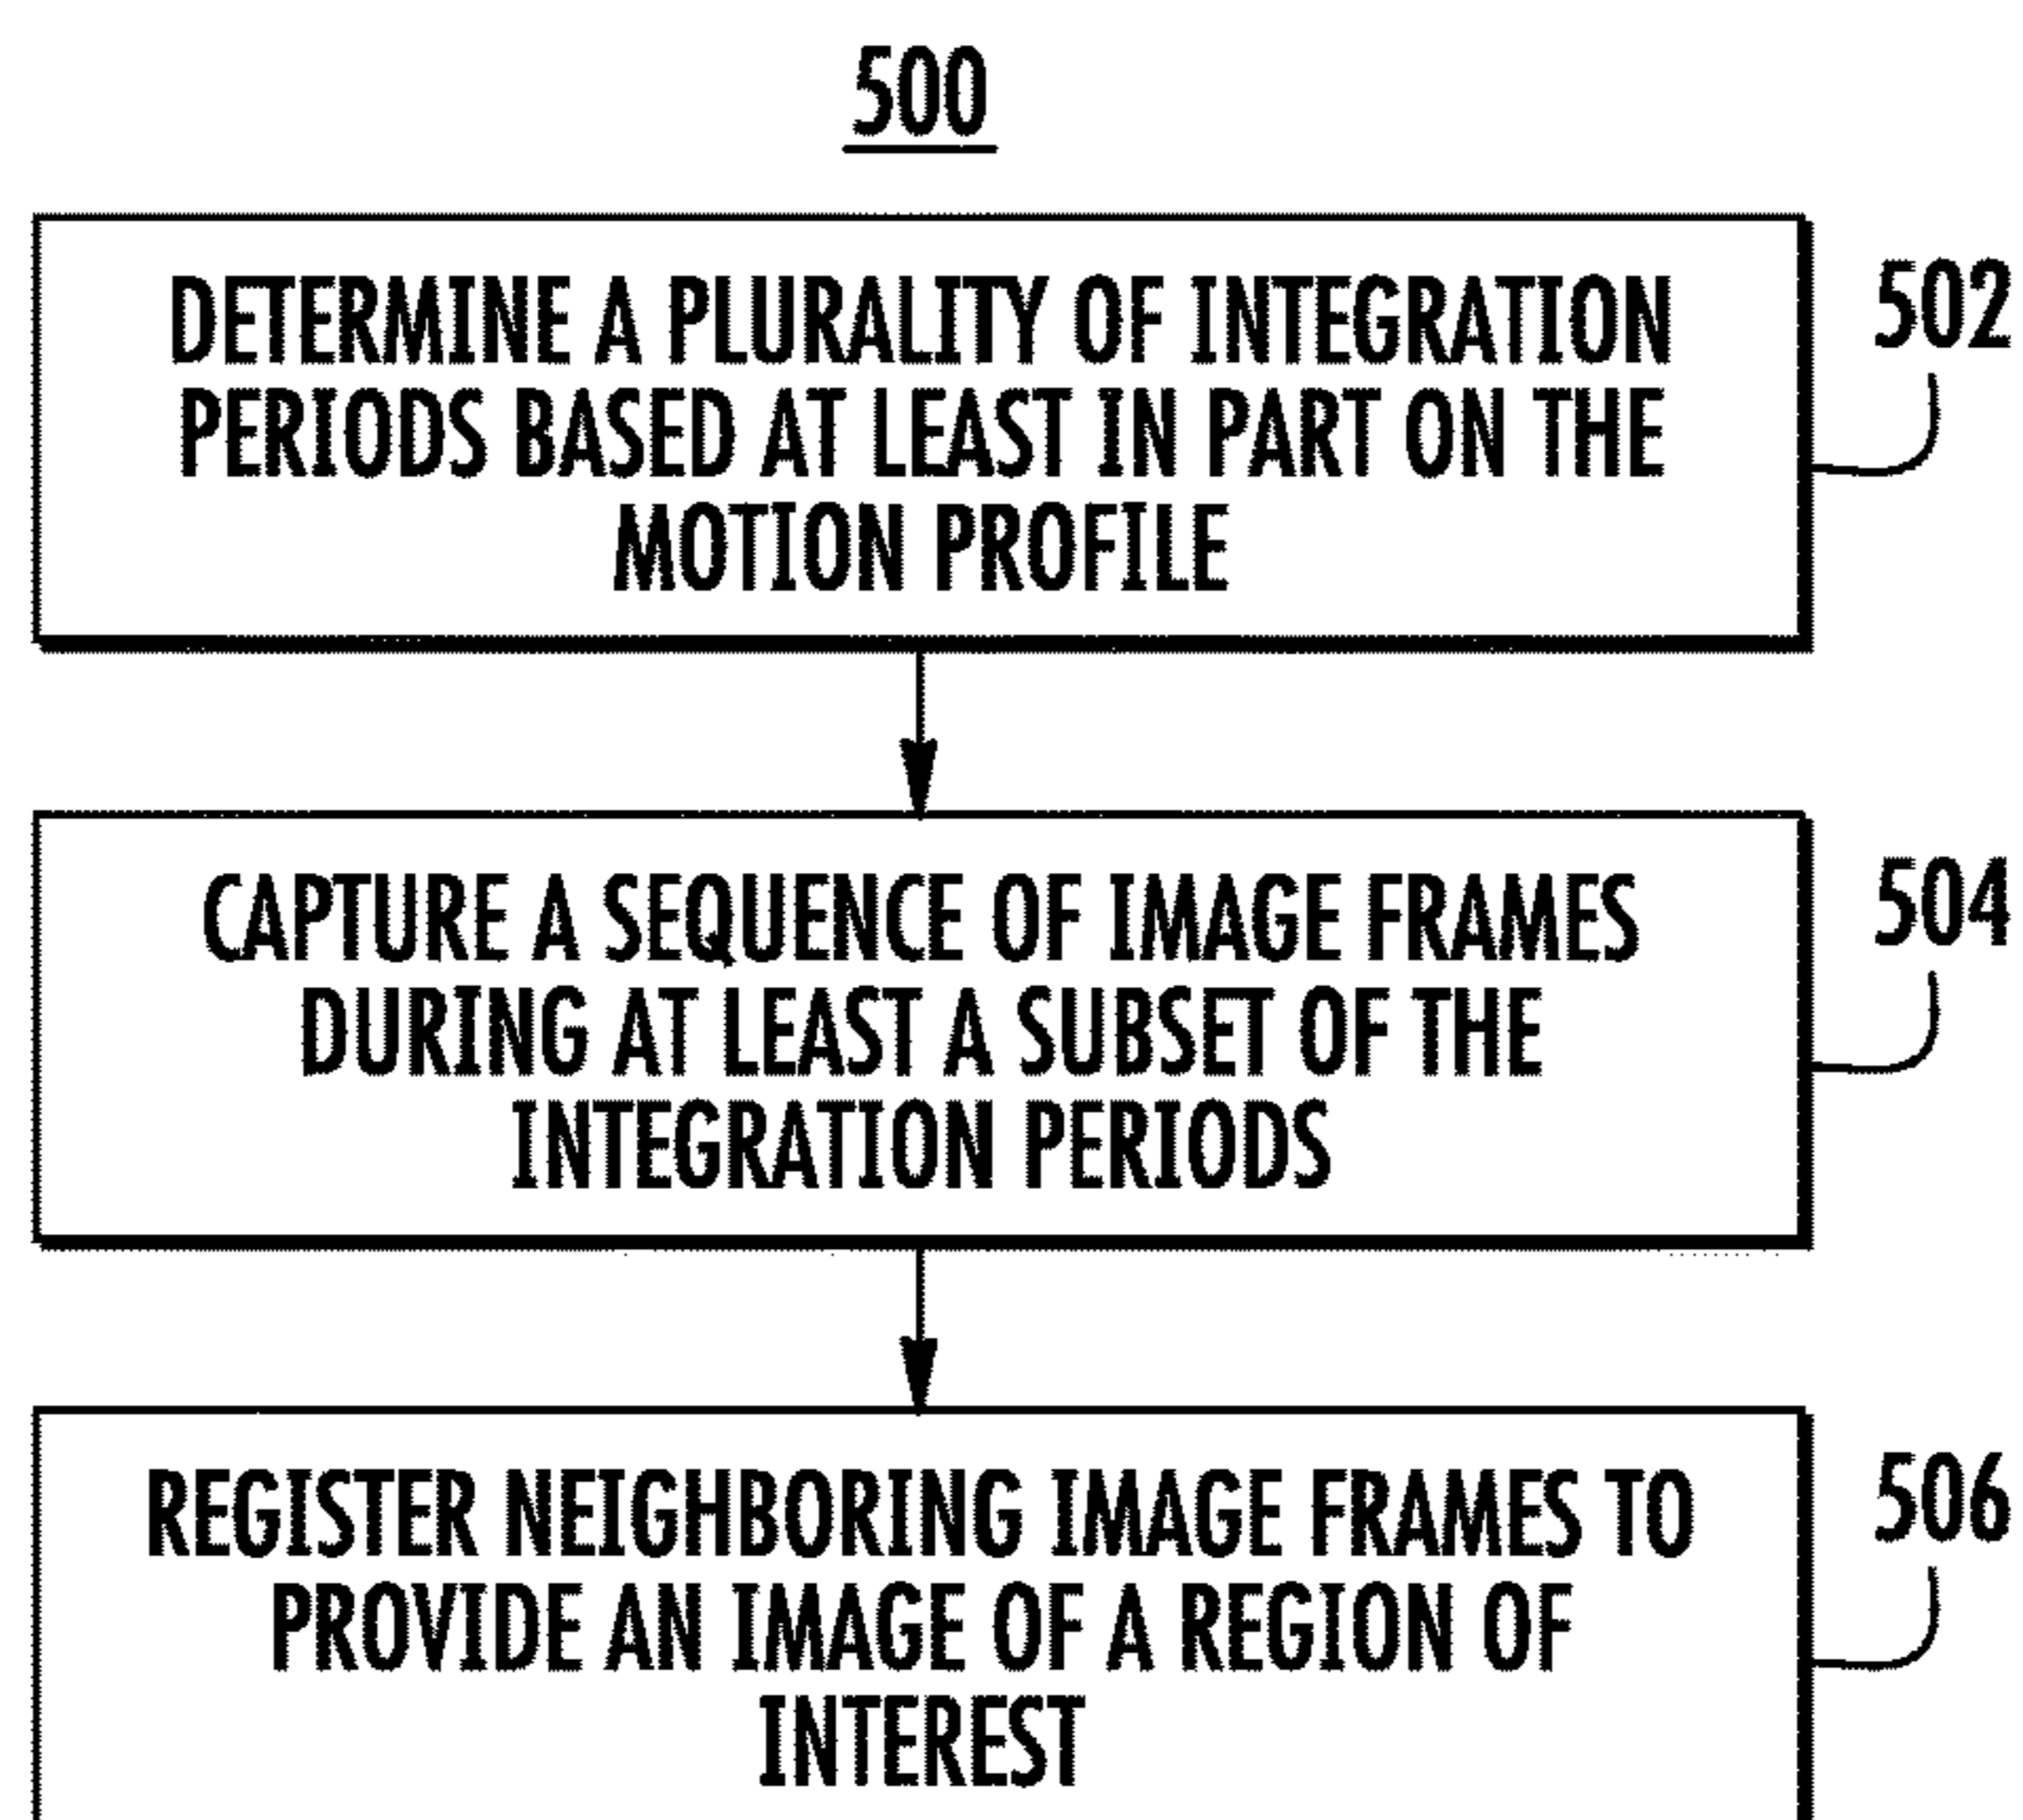 500
DETERMINE A PLURALITY OF INTEGRATION
PERIODS BASED AT LEAST IN PART ON THE
MOTION PROFILE
502
CAPTURE A SEQUENCE OF IMAGE FRAMES
DURING AT LEAST A SUBSET OF THE
INTEGRATION PERIODS
504
REGISTER NEIGHBORING IMAGE FRAMES TO
PROVIDE AN IMAGE OF A REGION OF
INTEREST
506